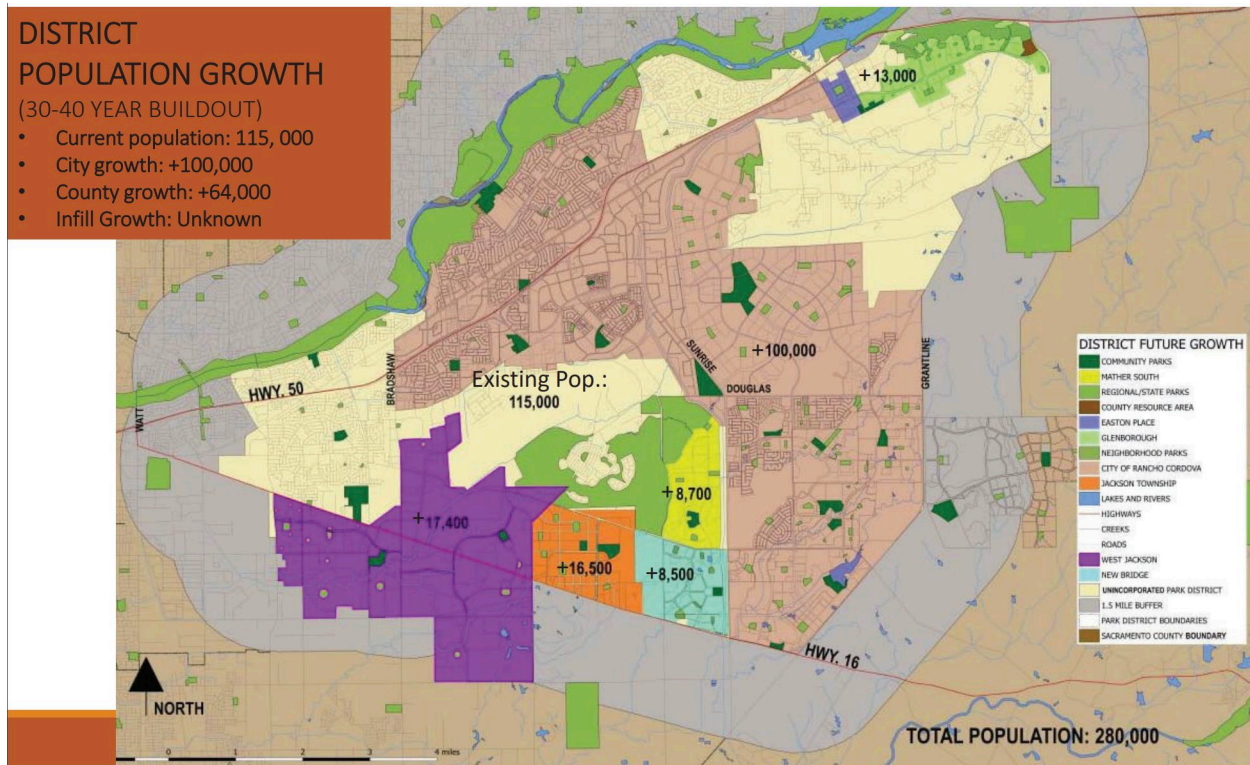 DISTRICT
POPULATION GROWTH
(30-40 YEAR BUILDOUT)
• Current population: 115, 000
• City growth: +100,000
• County growth: +64,000
• Infill Growth: Unknown
+13,000
+100,000
SUNRISE
DOUGLAS
GRANTLINE
BRADSHAW
HWY. 50
WATT
Existing Pop.:
115,000
+8,700
+17,400
+16,500
+8,500
HWY. 16
DISTRICT FUTURE GROWTH
COMMUNITY PARKS
MATHER SOUTH
REGIONAL/STATE PARKS
COUNTY RESOURCE AREA
EASTON PLACE
GLENBOROUGH
NEIGHBORHOOD PARKS
CITY OF RANCHO CORDOVA
JACKSON TOWNSHIP
LAKES AND RIVERS
HIGHWAYS
CREEKS
ROADS
WEST JACKSON
NEW BRIDGE
UNINCORPORATED PARK DISTRICT
1.5 MILE BUFFER
PARK DISTRICT BOUNDARIES
SACRAMENTO COUNTY BOUNDARY
NORTH
0 1 2 3 4 miles
TOTAL POPULATION: 280,000